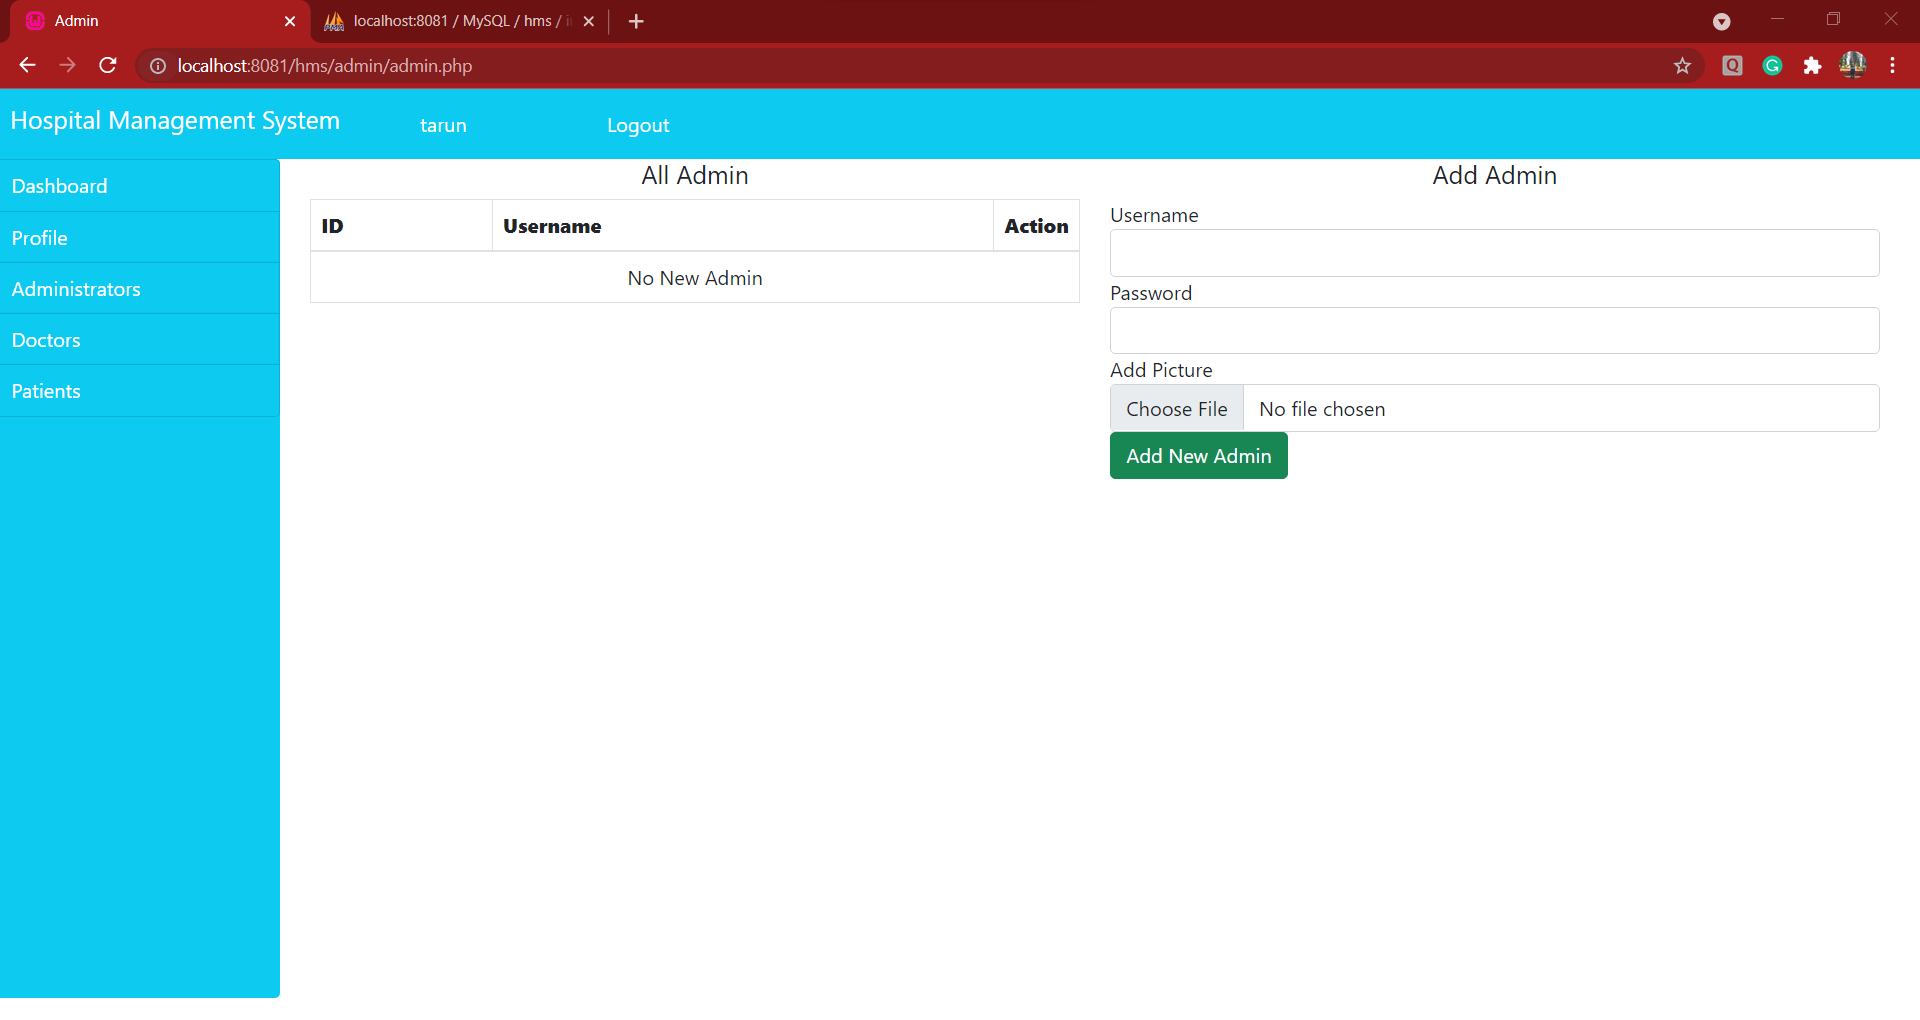 Admin
localhost:8081 / MySQL / hms /
localhost:8081/hms/admin/admin.php
Hospital Management System
tarun
Logout
Dashboard
Profile
Administrators
Doctors
Patients
All Admin
ID Username Action
No New Admin
Add Admin
Username
Password
Add Picture
Choose File No file chosen
Add New Admin